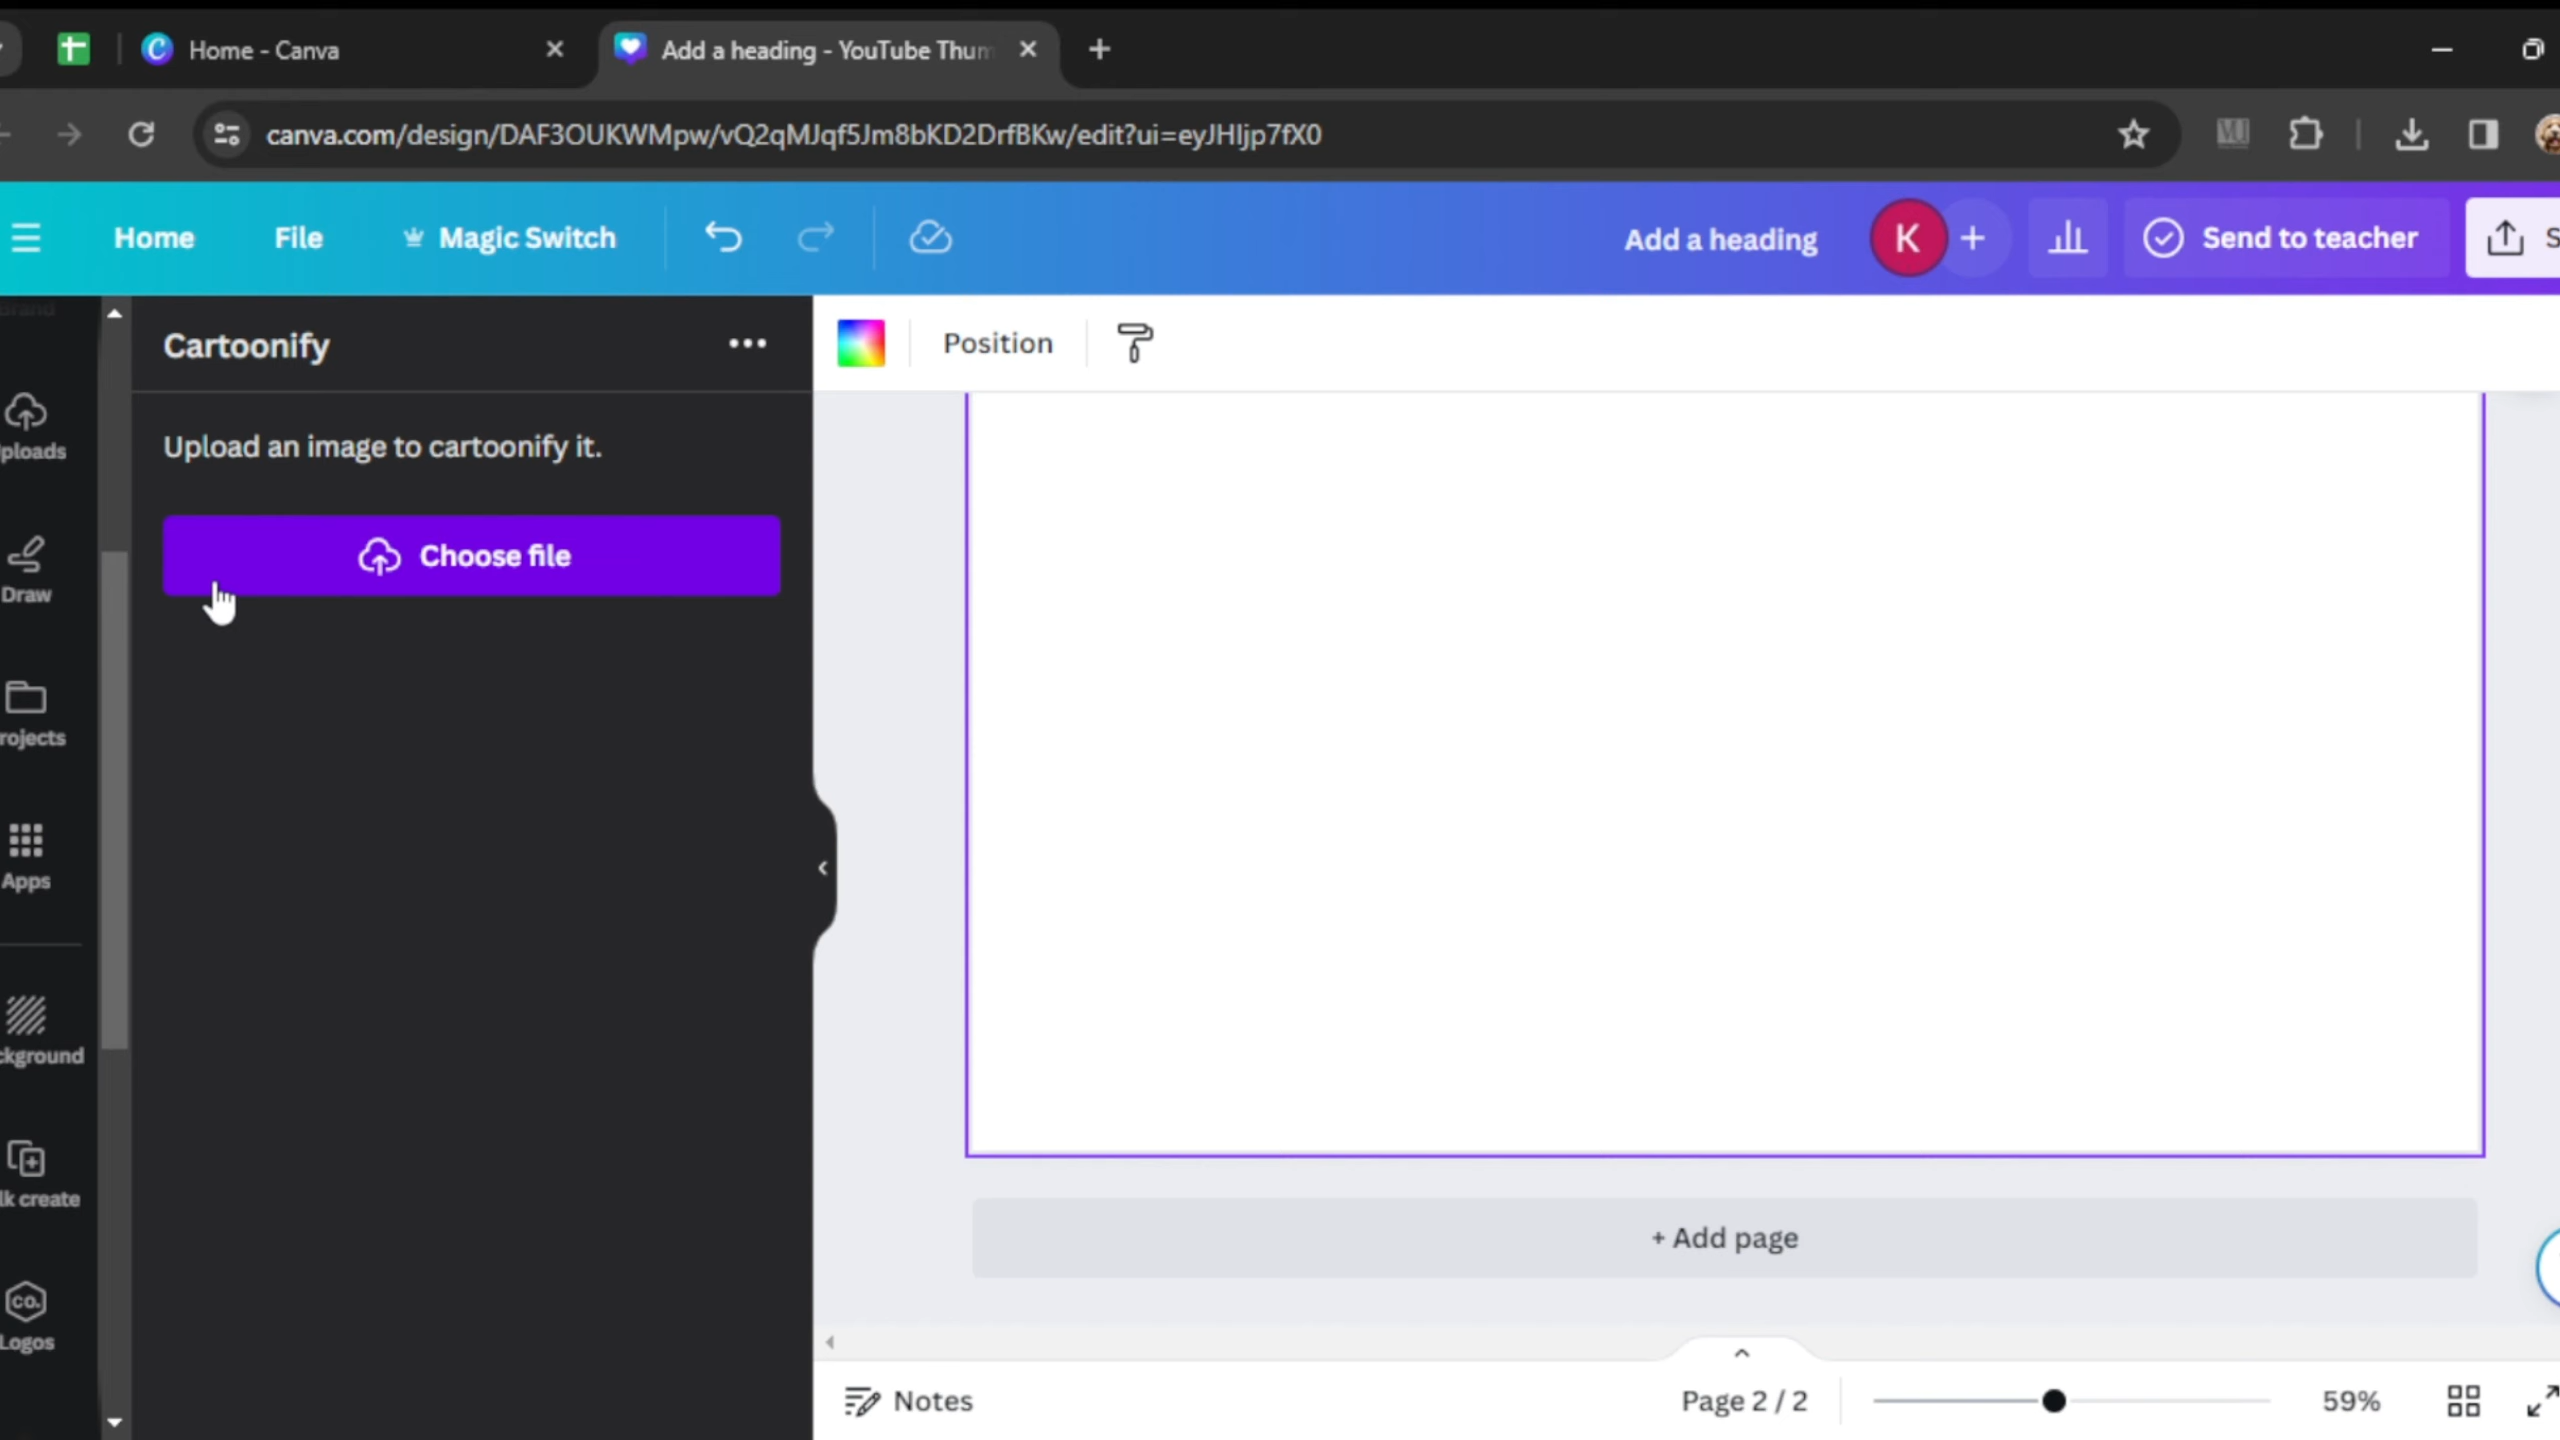 Home - Canva
Add a heading - YouTube Thum
canva.com/design/DAF3OUKWMpw/vQ2qMJqf5Jm8bKD2DrfBKw/edit?ui=eyJHIjp7fX0
Home
File
Magic Switch
Add a heading
K
Send to teacher
S
Cartoonify
Position
Upload an image to cartoonify it.
ploads
Choose file
Draw
rojects
Apps
ckground
lk create
CO.
Logos
+ Add page
Notes
Page 2 / 2
59%